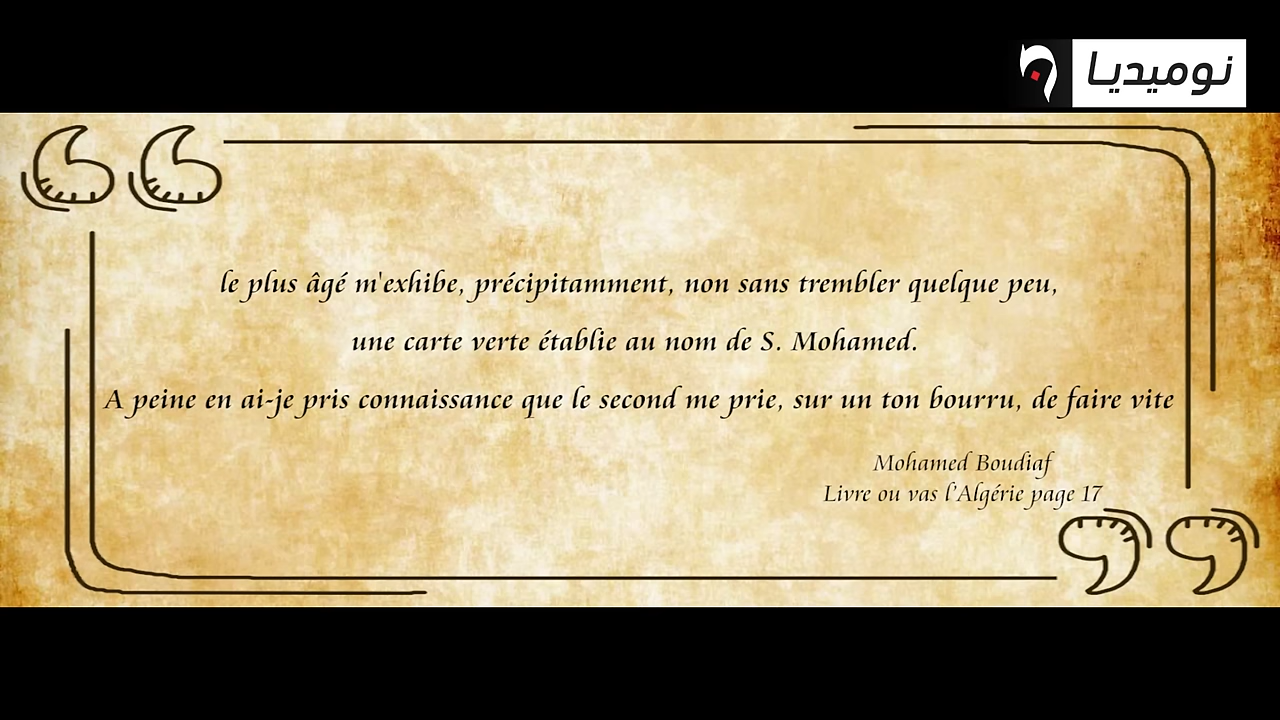 نوميديا
le plus âgé m'exhibe, précipitamment, non sans trembler quelque peu,
une carte verte établie au nom de S. Mohamed.
A peine en ai-je pris connaissance que le second me prie, sur un ton bourru, de faire vite
Mohamed Boudiaf
Livre ou vas l'Algérie page 17